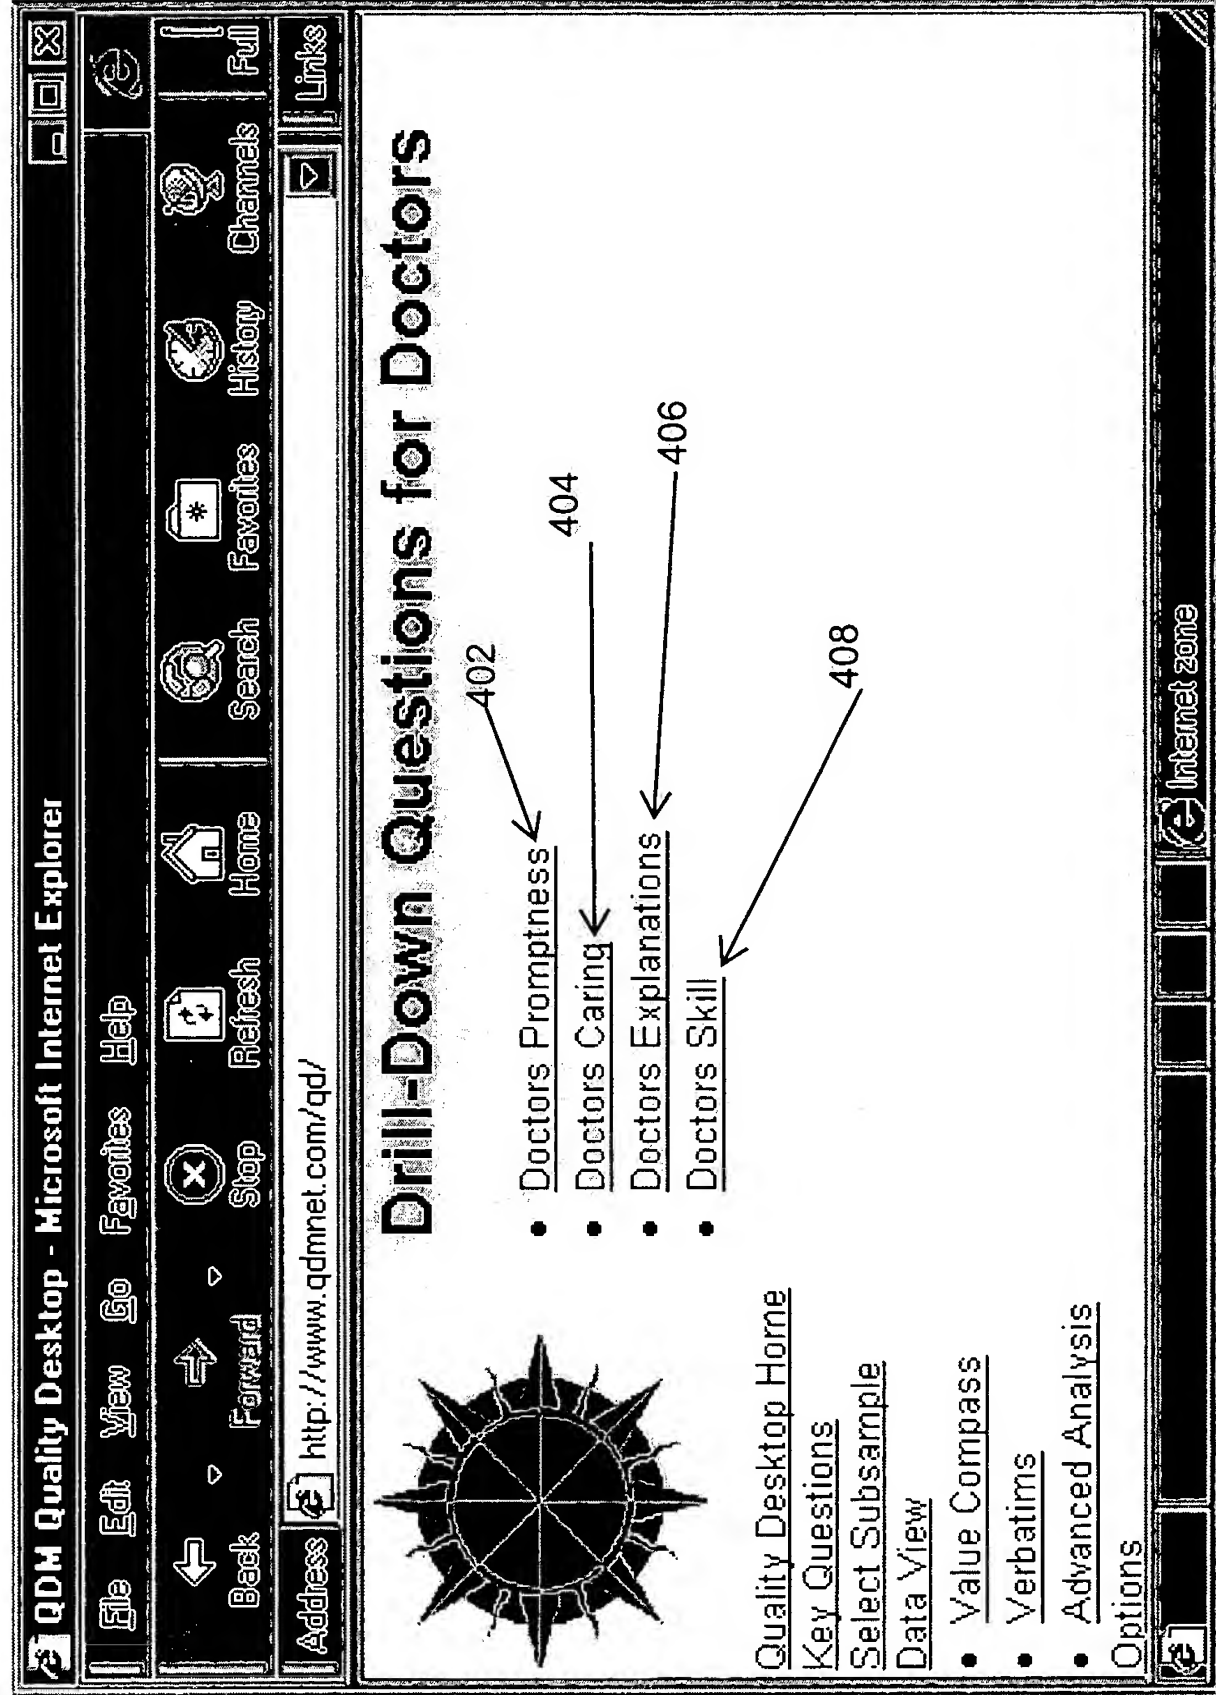 QDM Quality Desktop - Microsoft Internet Explorer
File Edit View Go Favorites Help
Back Forward Stop Refresh Home Search Favorites History Channels Full
Address http://www.qdmnet.com/qd/ Links
Drill-Down Questions for Doctors
402
• Doctors Promptness
404
• Doctors Caring
406
• Doctors Explanations
• Doctors Skill
408
Quality Desktop Home
Key Questions
Select Subsample
Data View
• Value Compass
• Verbatims
• Advanced Analysis
Options
Internet zone